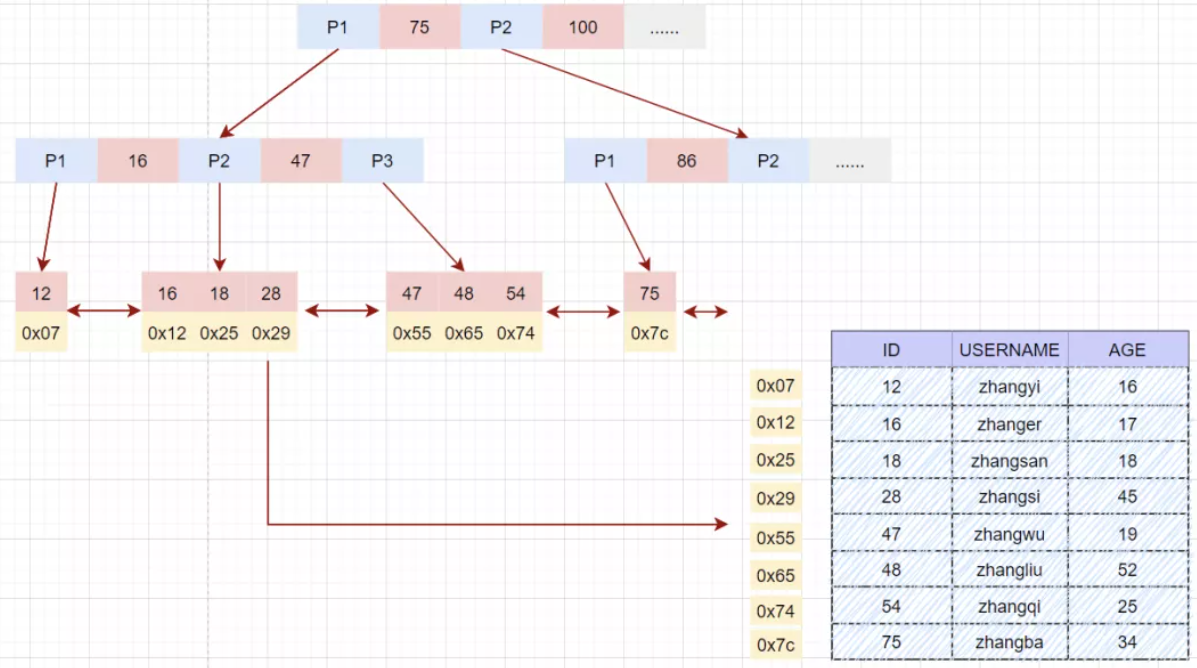 P1 75 P2 100 ......
P1 16 P2 47 P3
P1 86 P2 ......
12
16 18 28
47 48 54
75
0x07
0x12 0x25 0x29
0x55 0x65 0x74
0x7c
ID USERNAME AGE
0x07 12 zhangyi 16
0x12 16 zhanger 17
0x25 18 zhangsan 18
0x29 28 zhangsi 45
0x55 47 zhangwu 19
0x65 48 zhangliu 52
0x74 54 zhangqi 25
0x7c 75 zhangba 34